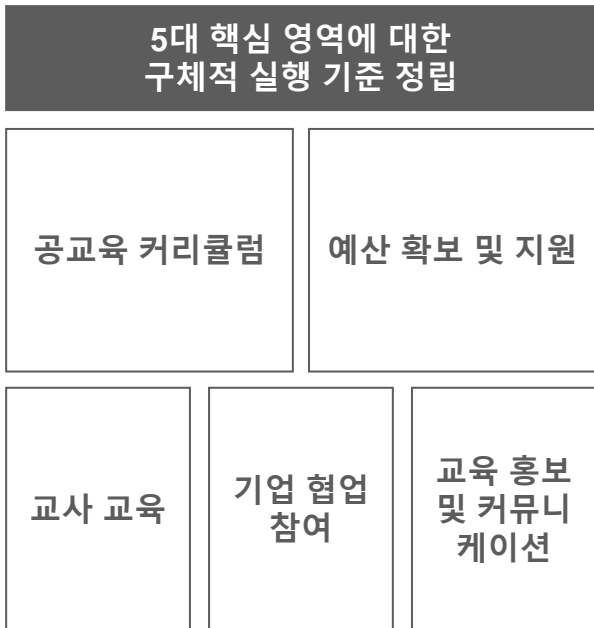 5대 핵심 영역에 대한
구체적 실행 기준 정립
공교육 커리큘럼
예산 확보 및 지원
교사 교육
기업 협업
참여
교육 홍보
및 커뮤니
케이션